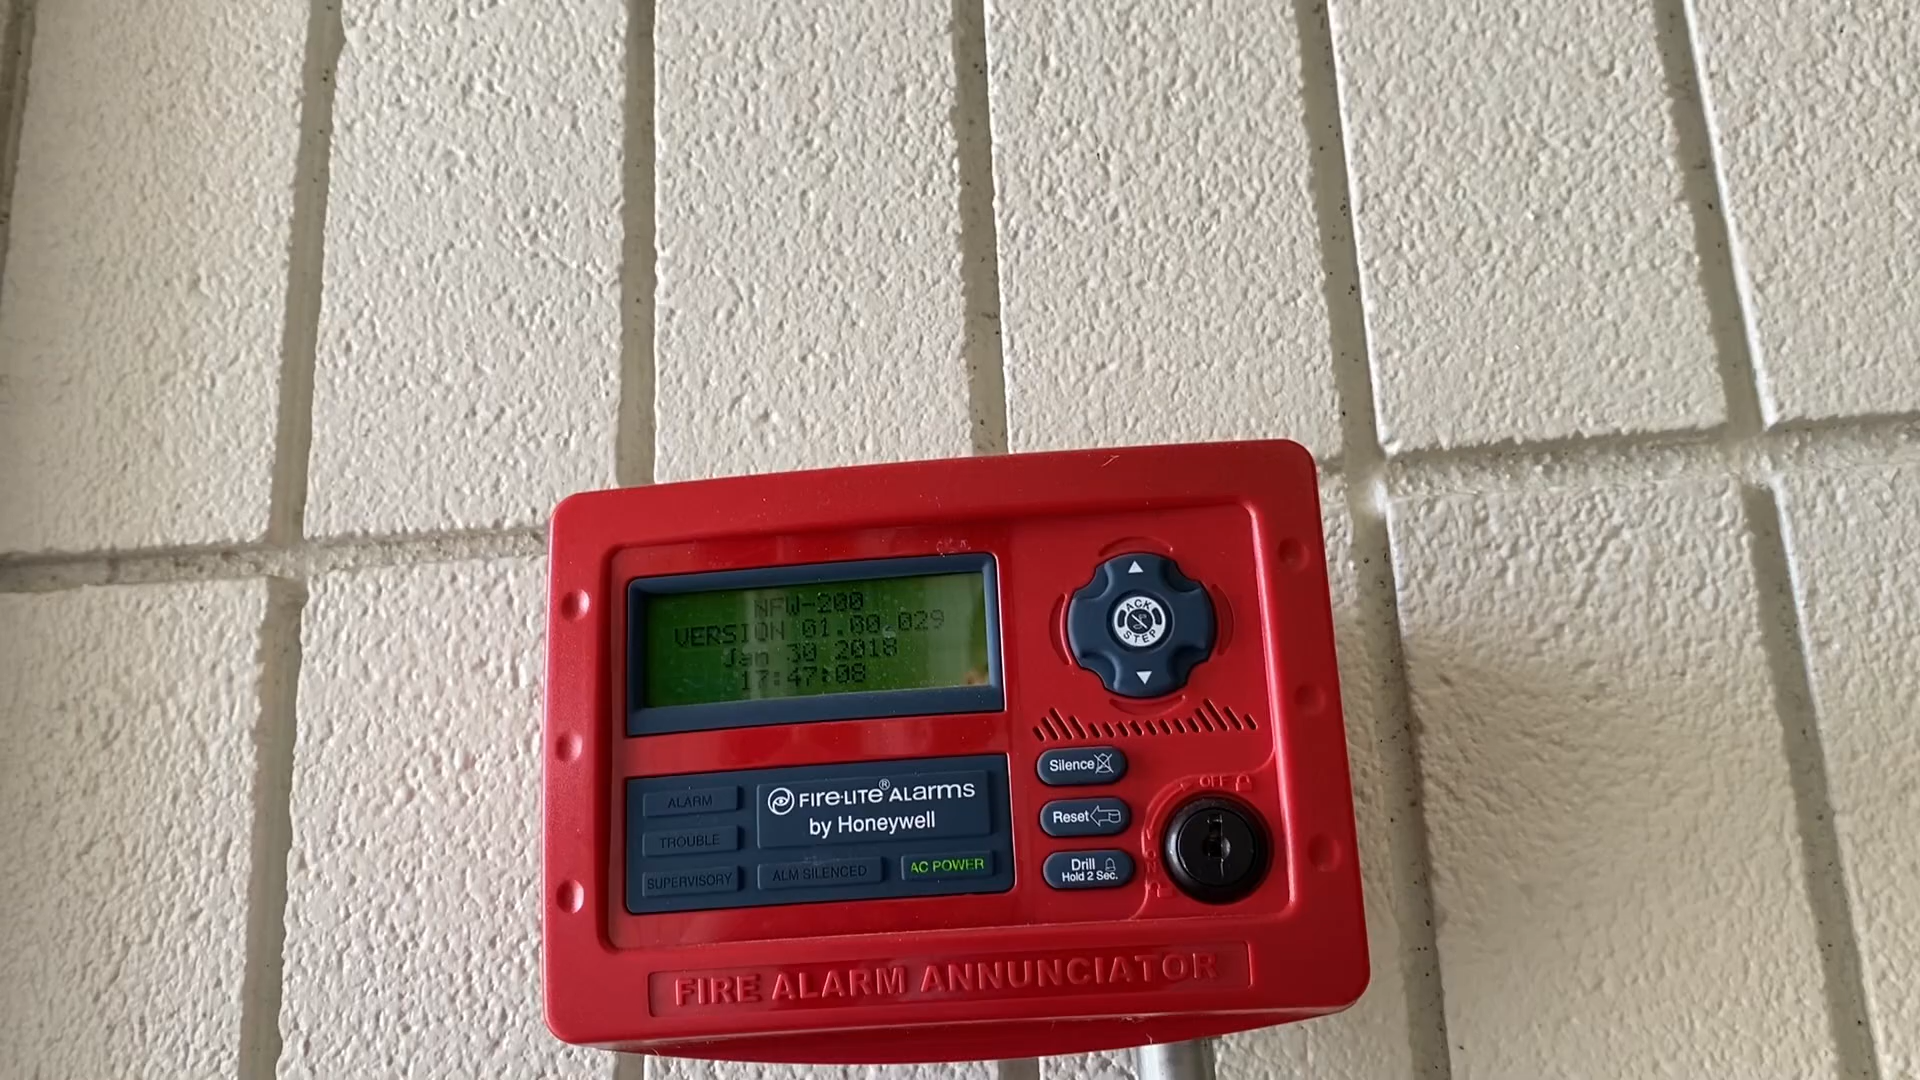 NFW-200
VERSION 01.00.029
Jan 30 2018
17:47:08
ACK
STEP
ALARM
TROUBLE
SUPERVISORY
FIRE-LITE® ALARMS
by Honeywell
ALM SILENCED
AC POWER
Silence
Reset
Drill
Hold 2 Sec.
OFF
FIRE ALARM ANNUNCIATOR